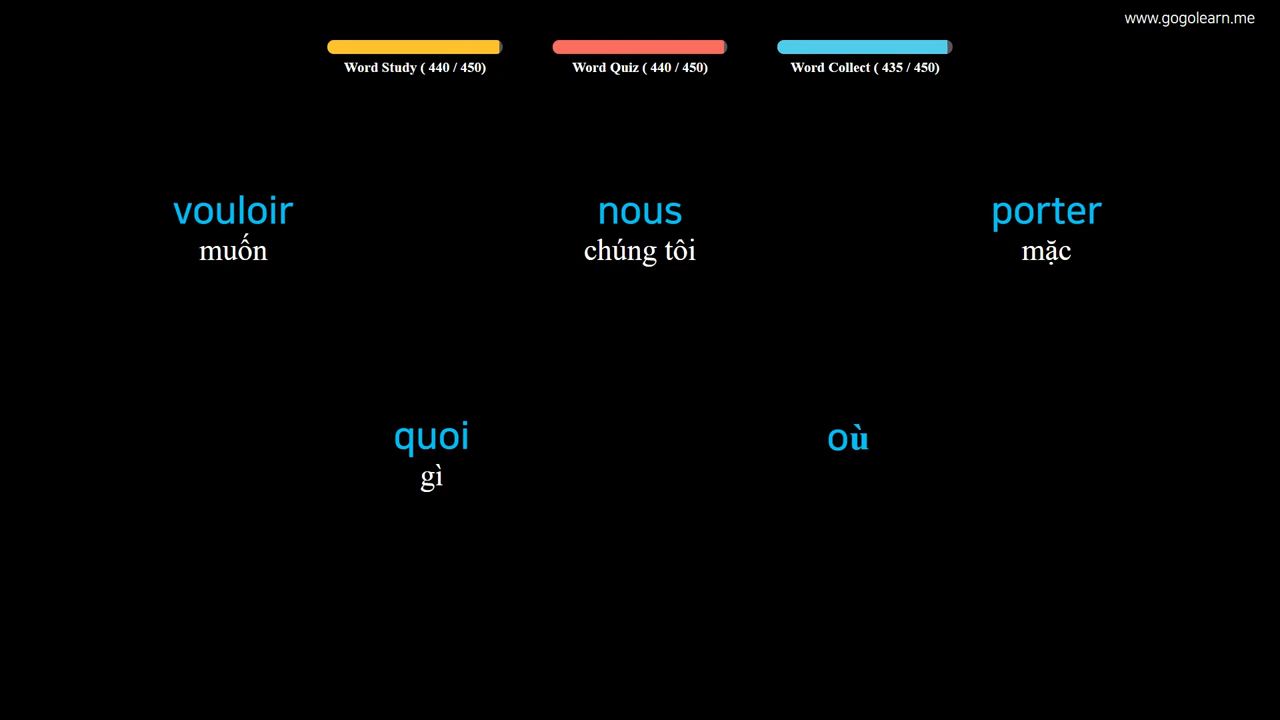 www.gogolearn.me
Word Study ( 440 / 450)
Word Quiz ( 440 / 450)
Word Collect ( 435 / 450)
vouloir
muốn
nous
chúng tôi
porter
mặc
quoi
gì
où